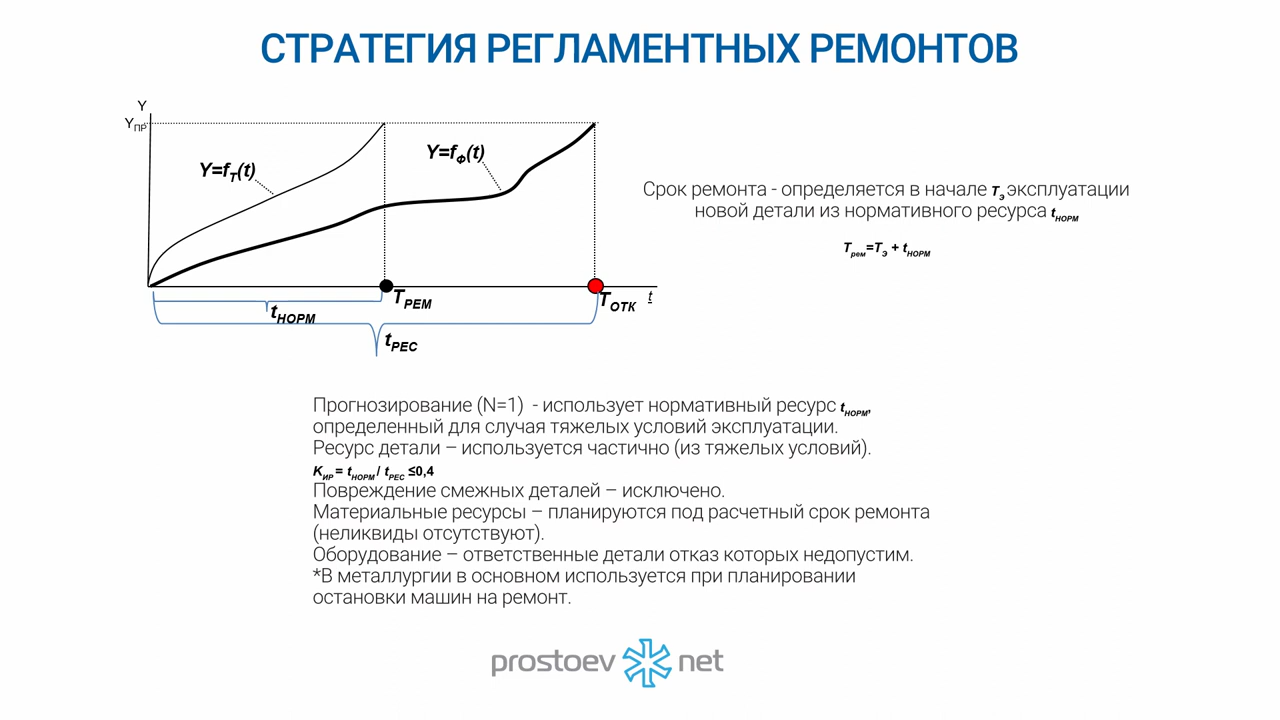 СТРАТЕГИЯ РЕГЛАМЕНТНЫХ РЕМОНТОВ
Y
YПР
Y=fТ(t)
Y=fФ(t)
TРЕМ
TОТК
t
tНОРМ
tРЕС
Срок ремонта - определяется в начале TЭ эксплуатации
новой детали из нормативного ресурса tНОРМ
Tрем=TЭ + tНОРМ
Прогнозирование (N=1) - использует нормативный ресурс tНОРМ,
определенный для случая тяжелых условий эксплуатации.
Ресурс детали – используется частично (из тяжелых условий).
KИР = tНОРМ / tРЕС ≤0,4
Повреждение смежных деталей – исключено.
Материальные ресурсы – планируются под расчетный срок ремонта
(неликвиды отсутствуют).
Оборудование – ответственные детали отказ которых недопустим.
*В металлургии в основном используется при планировании
остановки машин на ремонт.
prostoev net